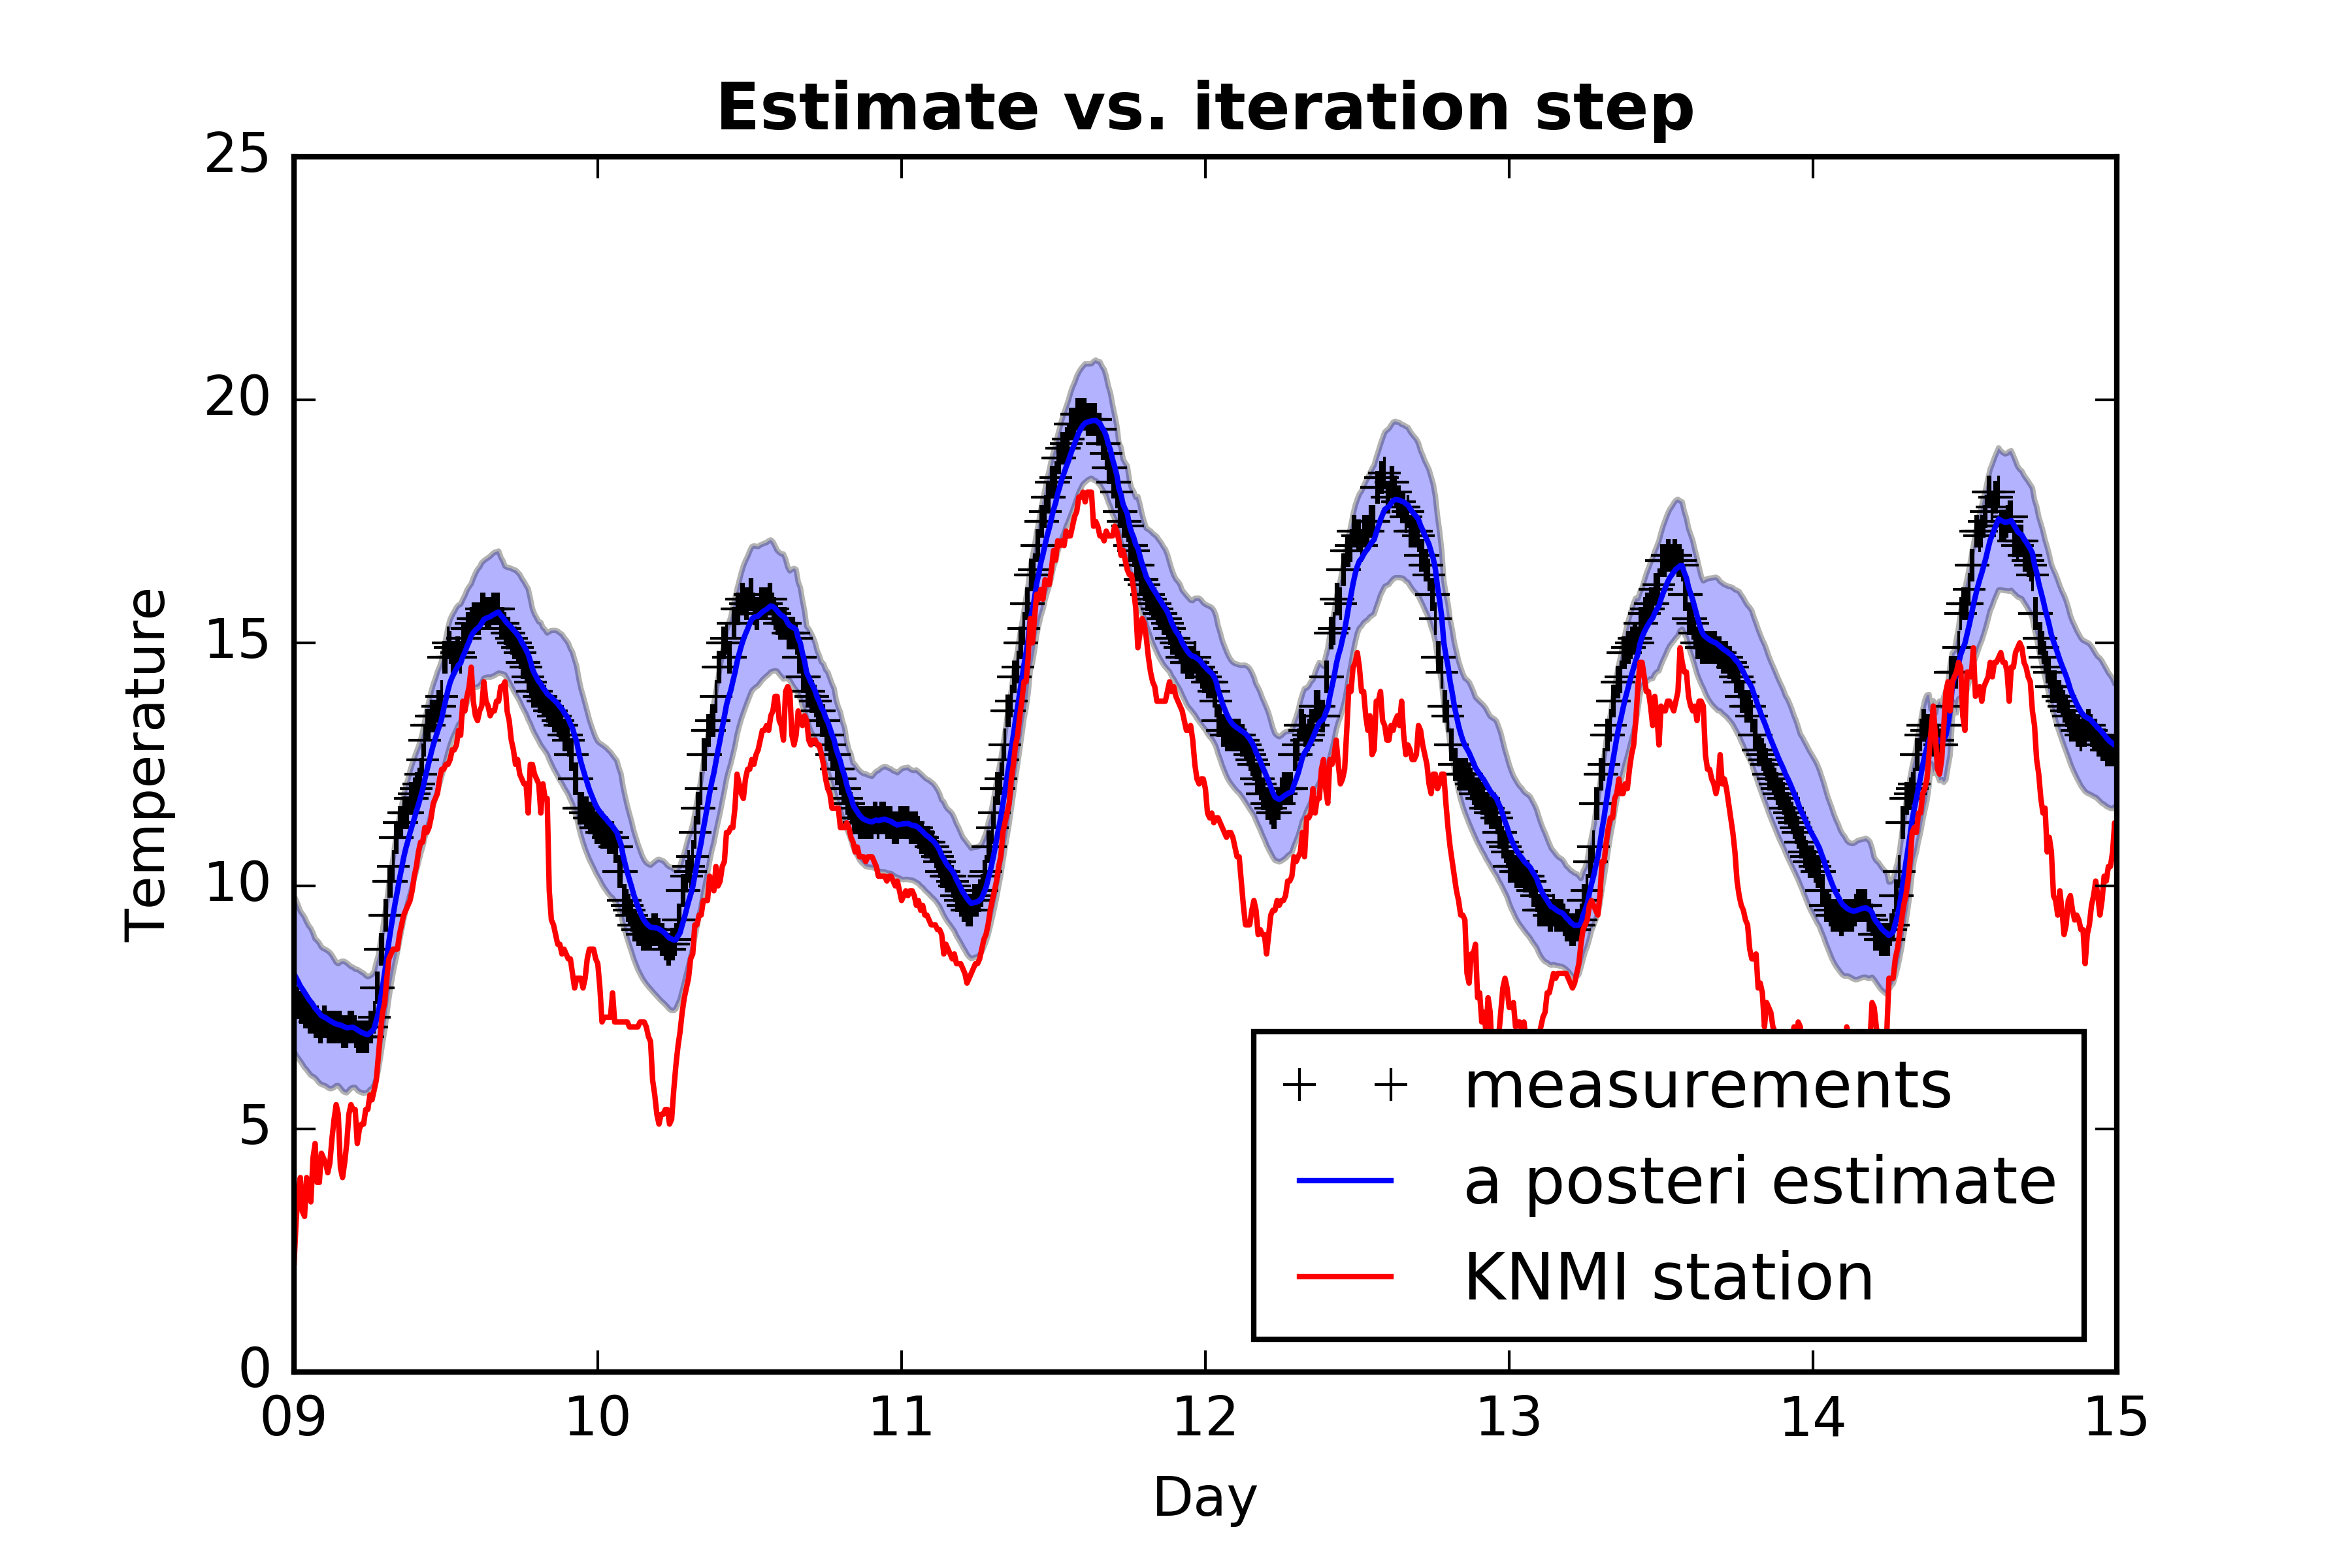 Estimate vs. iteration step
25
20
15
10
5
0
Temperature
09 10 11 12 13 14 15
Day
measurements
a posteri estimate
KNMI station